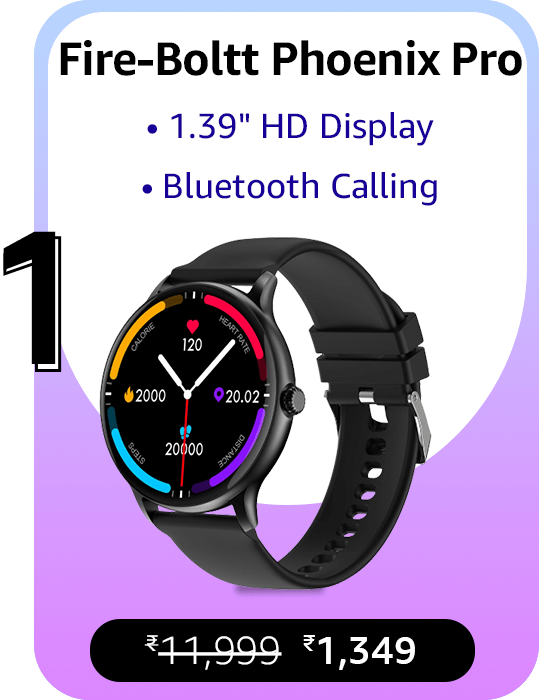 Fire-Boltt Phoenix Pro
• 1.39" HD Display
• Bluetooth Calling
1
CALORIE
HEART RATE
120
2000
20.02
20000
STEPS
DISTANCE
₹11,999 ₹1,349